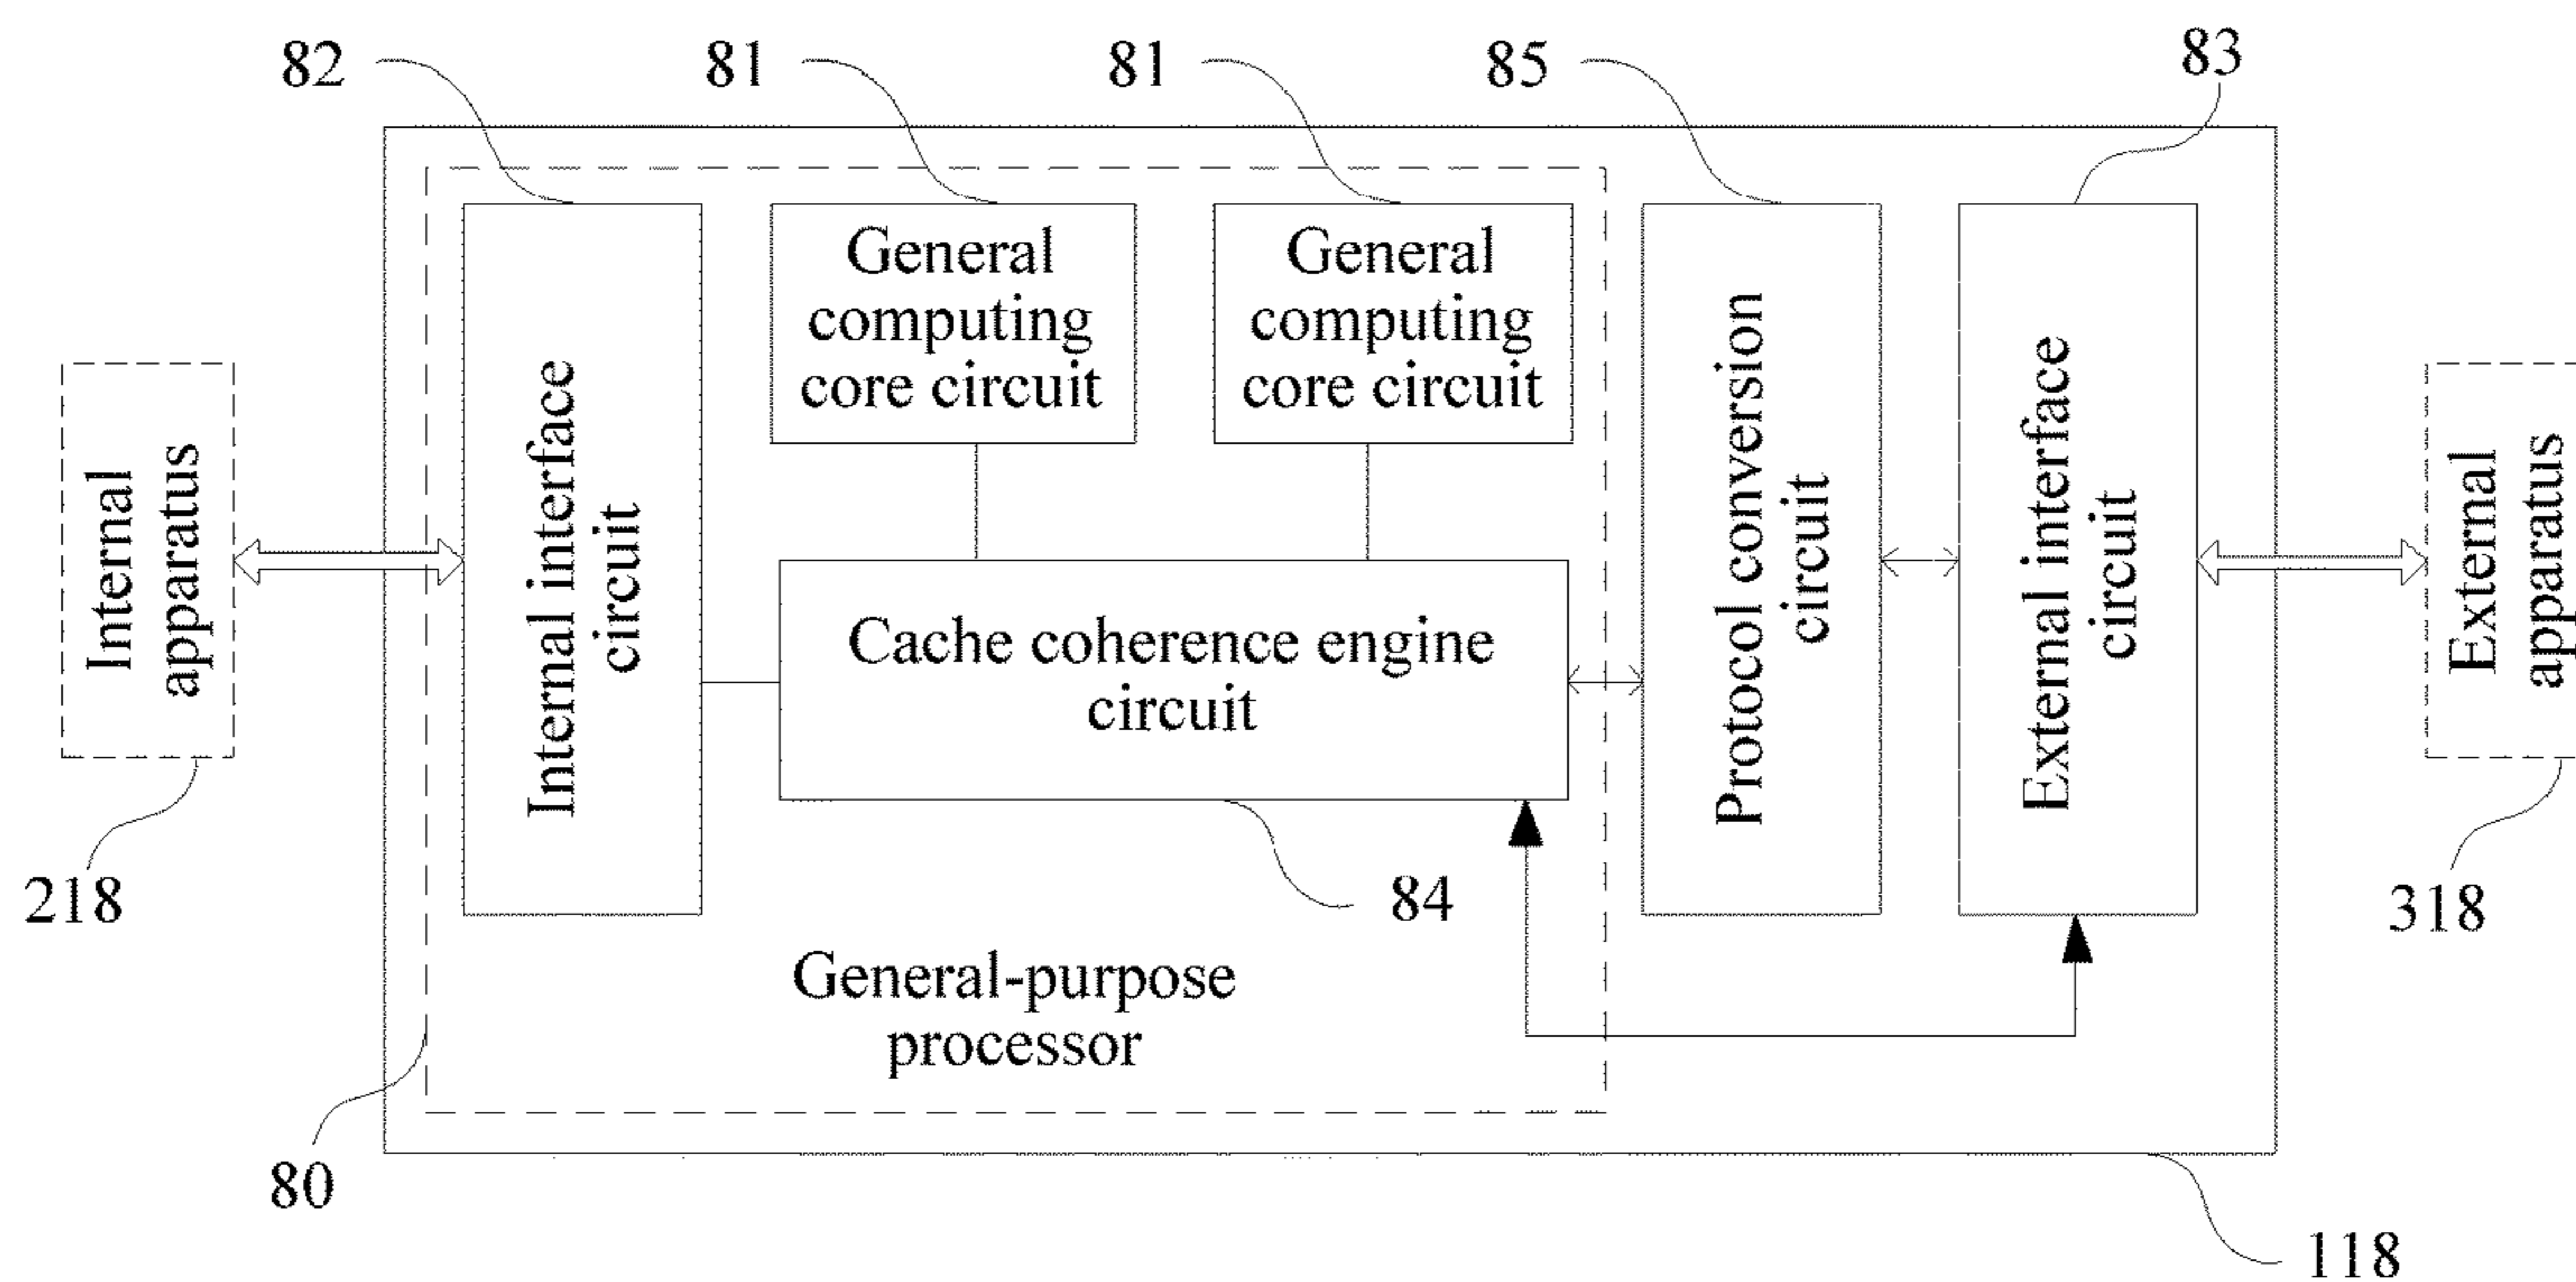 82
81
81
85
83
General
computing
core circuit
General
computing
core circuit
Internal
apparatus
Internal interface
circuit
Protocol conversion
circuit
External interface
circuit
External
apparatus
Cache coherence engine
circuit
218
84
318
General-purpose
processor
80
118